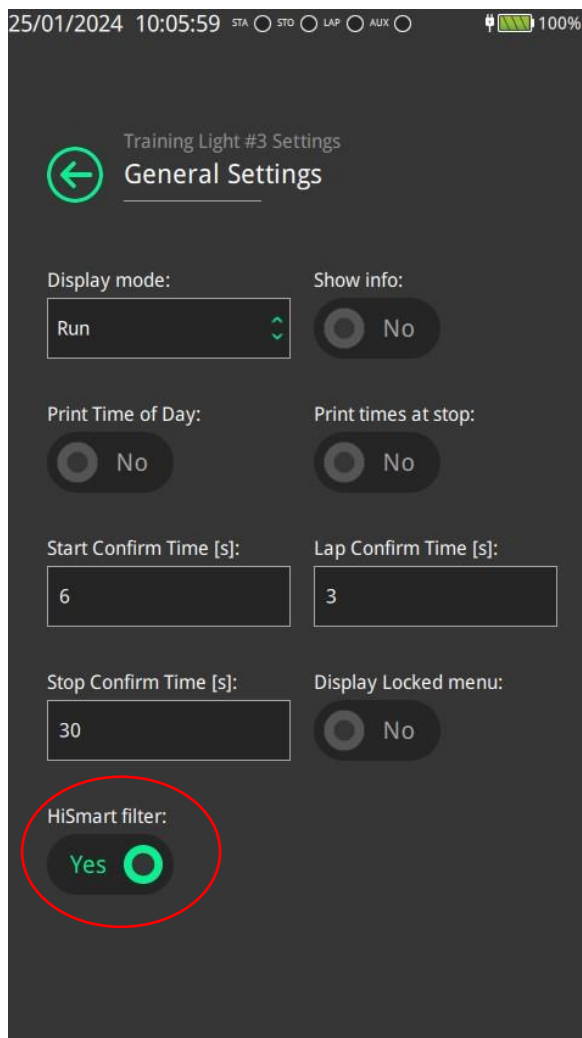 25/01/2024 10:05:59 STA STO LAP AUX 100%
Training Light #3 Settings
General Settings
Display mode: Show info:
Run No
Print Time of Day: Print times at stop:
No No
Start Confirm Time [s]: Lap Confirm Time [s]:
6 3
Stop Confirm Time [s]: Display Locked menu:
30 No
HiSmart filter:
Yes